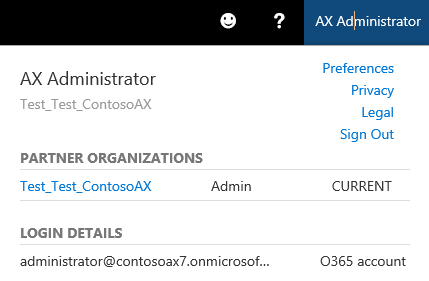 ? AX Administrator
AX Administrator
Test_Test_ContosoAX
Preferences
Privacy
Legal
Sign Out
PARTNER ORGANIZATIONS
Test_Test_ContosoAX Admin CURRENT
LOGIN DETAILS
administrator@contosoax7.onmicrosof... O365 account